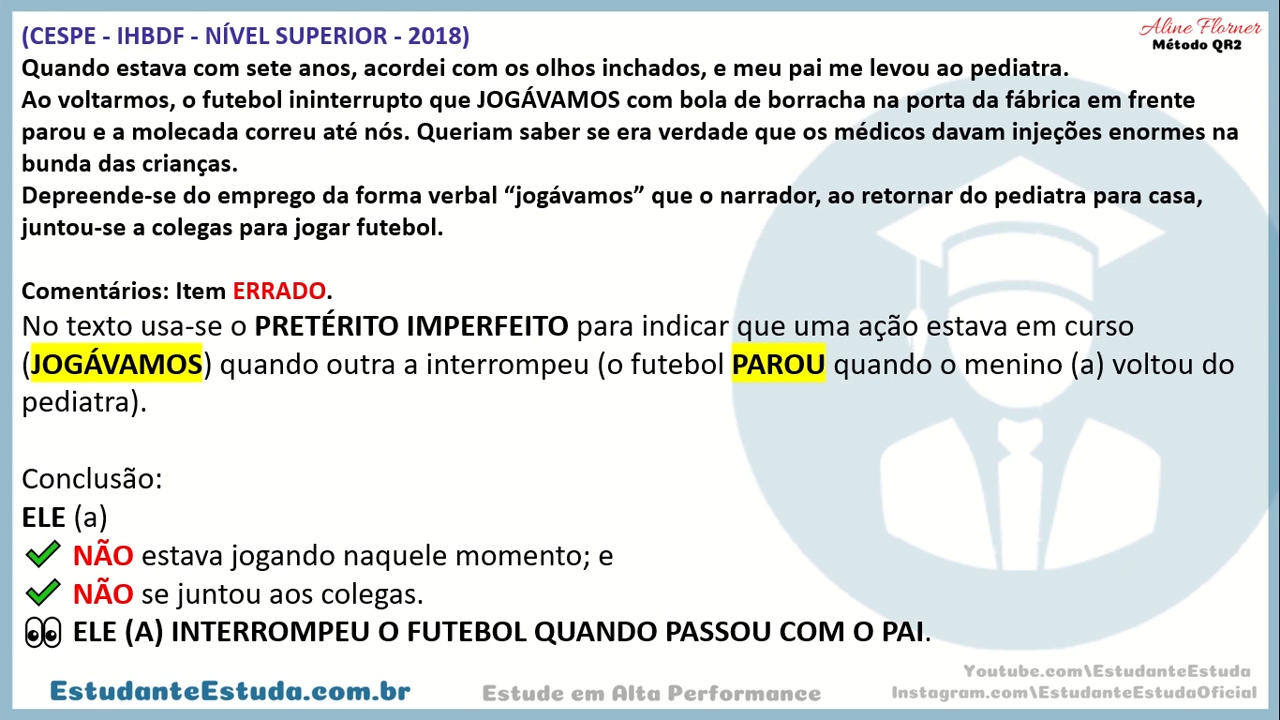 (CESPE - IHBDF - NÍVEL SUPERIOR - 2018)
Aline Florner
Método QR2
Quando estava com sete anos, acordei com os olhos inchados, e meu pai me levou ao pediatra.
Ao voltarmos, o futebol ininterrupto que JOGÁVAMOS com bola de borracha na porta da fábrica em frente
parou e a molecada correu até nós. Queriam saber se era verdade que os médicos davam injeções enormes na
bunda das crianças.
Depreende-se do emprego da forma verbal “jogávamos” que o narrador, ao retornar do pediatra para casa,
juntou-se a colegas para jogar futebol.
Comentários: Item ERRADO.
No texto usa-se o PRETÉRITO IMPERFEITO para indicar que uma ação estava em curso
(JOGÁVAMOS) quando outra a interrompeu (o futebol PAROU quando o menino (a) voltou do
pediatra).
Conclusão:
ELE (a)
NÃO estava jogando naquele momento; e
NÃO se juntou aos colegas.
ELE (A) INTERROMPEU O FUTEBOL QUANDO PASSOU COM O PAI.
EstudanteEstuda.com.br
Estude em Alta Performance
Youtube.com\EstudanteEstuda
Instagram.com\EstudanteEstudaOficial